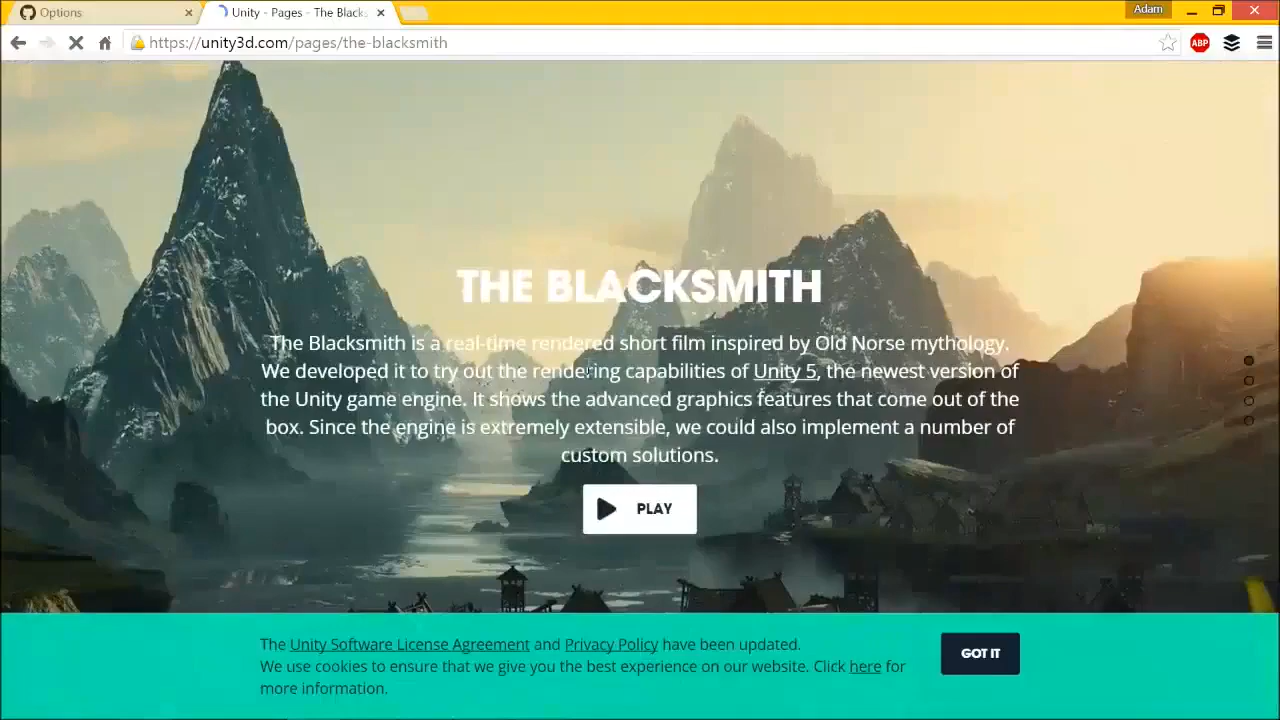 Options
Unity - Pages - The Blacks
Adam
https://unity3d.com/pages/the-blacksmith
ABP
THE BLACKSMITH
The Blacksmith is a real-time rendered short film inspired by Old Norse mythology.
We developed it to try out the rendering capabilities of Unity 5, the newest version of
the Unity game engine. It shows the advanced graphics features that come out of the
box. Since the engine is extremely extensible, we could also implement a number of
custom solutions.
PLAY
The Unity Software License Agreement and Privacy Policy have been updated.
We use cookies to ensure that we give you the best experience on our website. Click here for
more information.
GOT IT